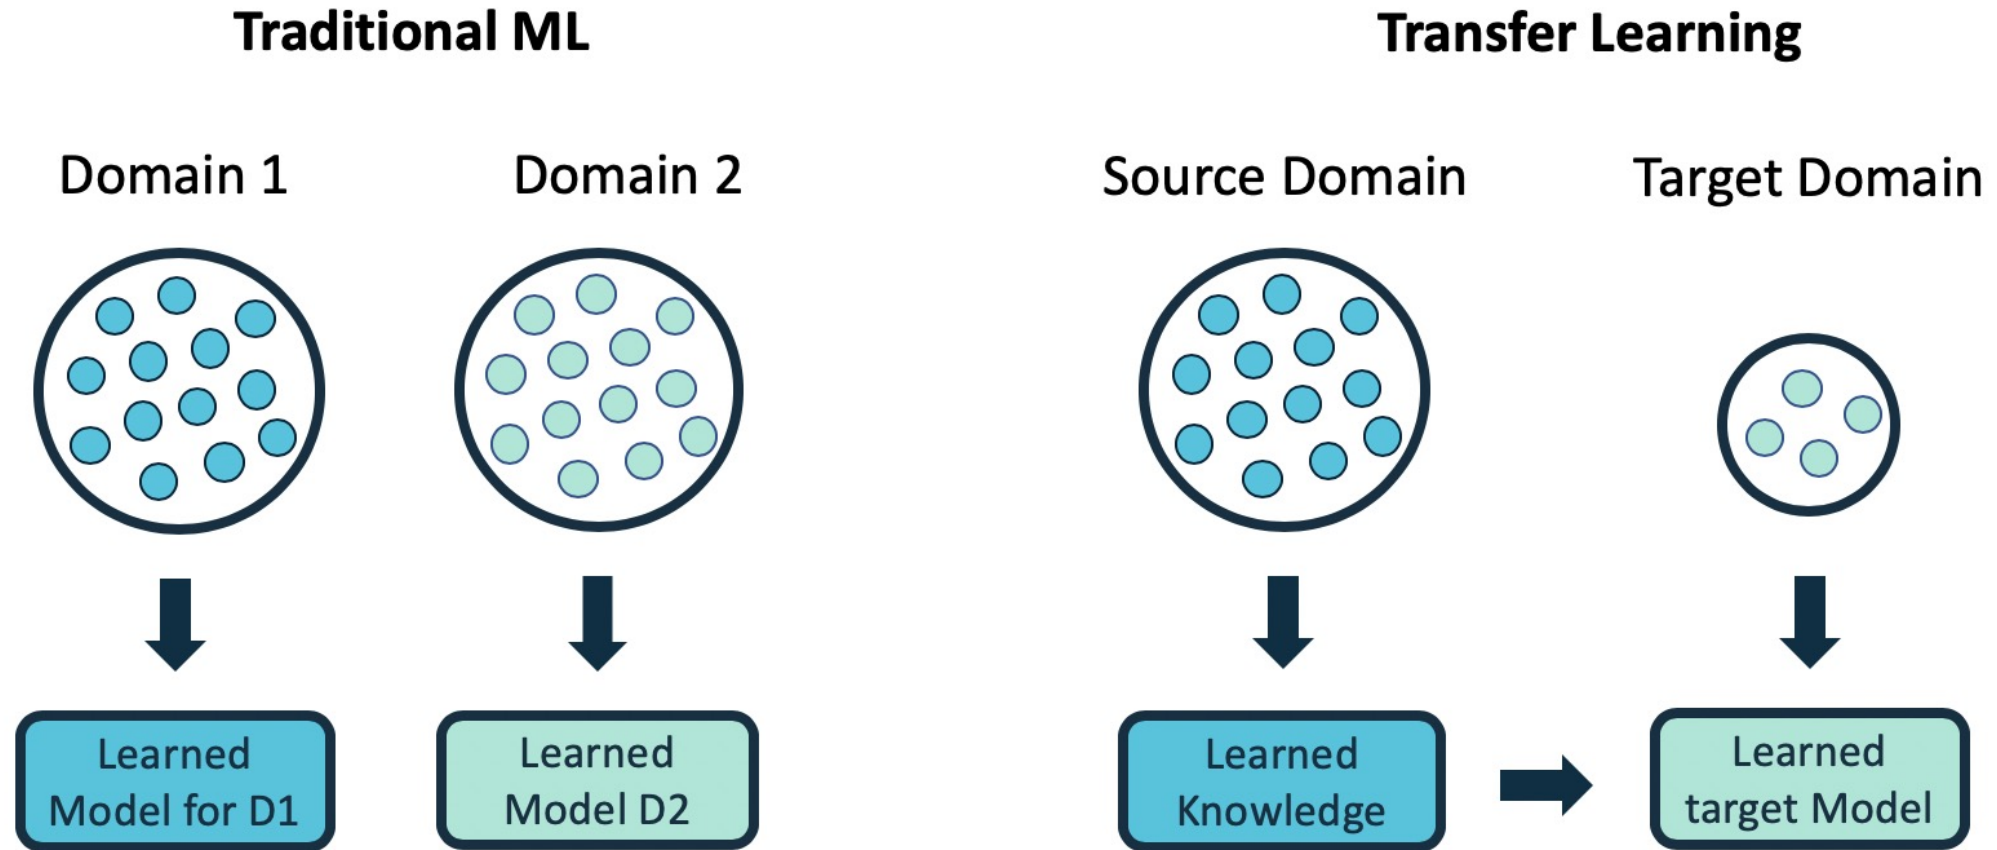 Traditional ML
Domain 1
Domain 2
Learned
Model for D1
Learned
Model D2
Transfer Learning
Source Domain
Target Domain
Learned
Knowledge
Learned
target Model